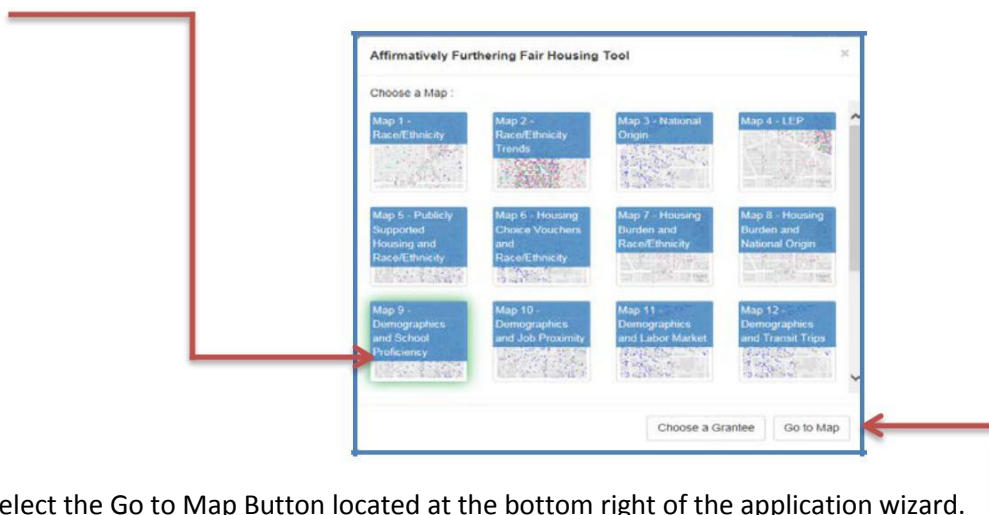 Affirmatively Furthering Fair Housing Tool ×
Choose a Map :
Map 1 -
Race/Ethnicity
Map 2 -
Race/Ethnicity
Trends
Map 3 - National
Origin
Map 4 - LEP
Map 5 - Publicly
Supported
Housing and
Race/Ethnicity
Map 6 - Housing
Choice Vouchers
and
Race/Ethnicity
Map 7 - Housing
Burden and
Race/Ethnicity
Map 8 - Housing
Burden and
National Origin
Map 9 -
Demographics
and School
Proficiency
Map 10 -
Demographics
and Job Proximity
Map 11 -
Demographics
and Labor Market
Map 12 -
Demographics
and Transit Trips
Choose a Grantee
Go to Map
elect the Go to Map Button located at the bottom right of the application wizard.